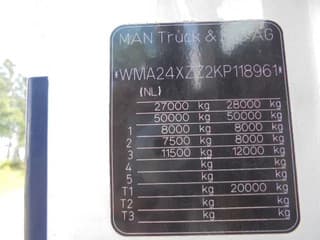 MAN Truck & Bus AG
*WMA24XZZ2KP118961*
(NL)
27000 kg 28000 kg
50000 kg 50000 kg
1 8000 kg 8000 kg
2 7500 kg 8000 kg
3 11500 kg 12000 kg
4 kg kg
5 kg kg
T1 kg 20000 kg
T2 kg kg
T3 kg kg